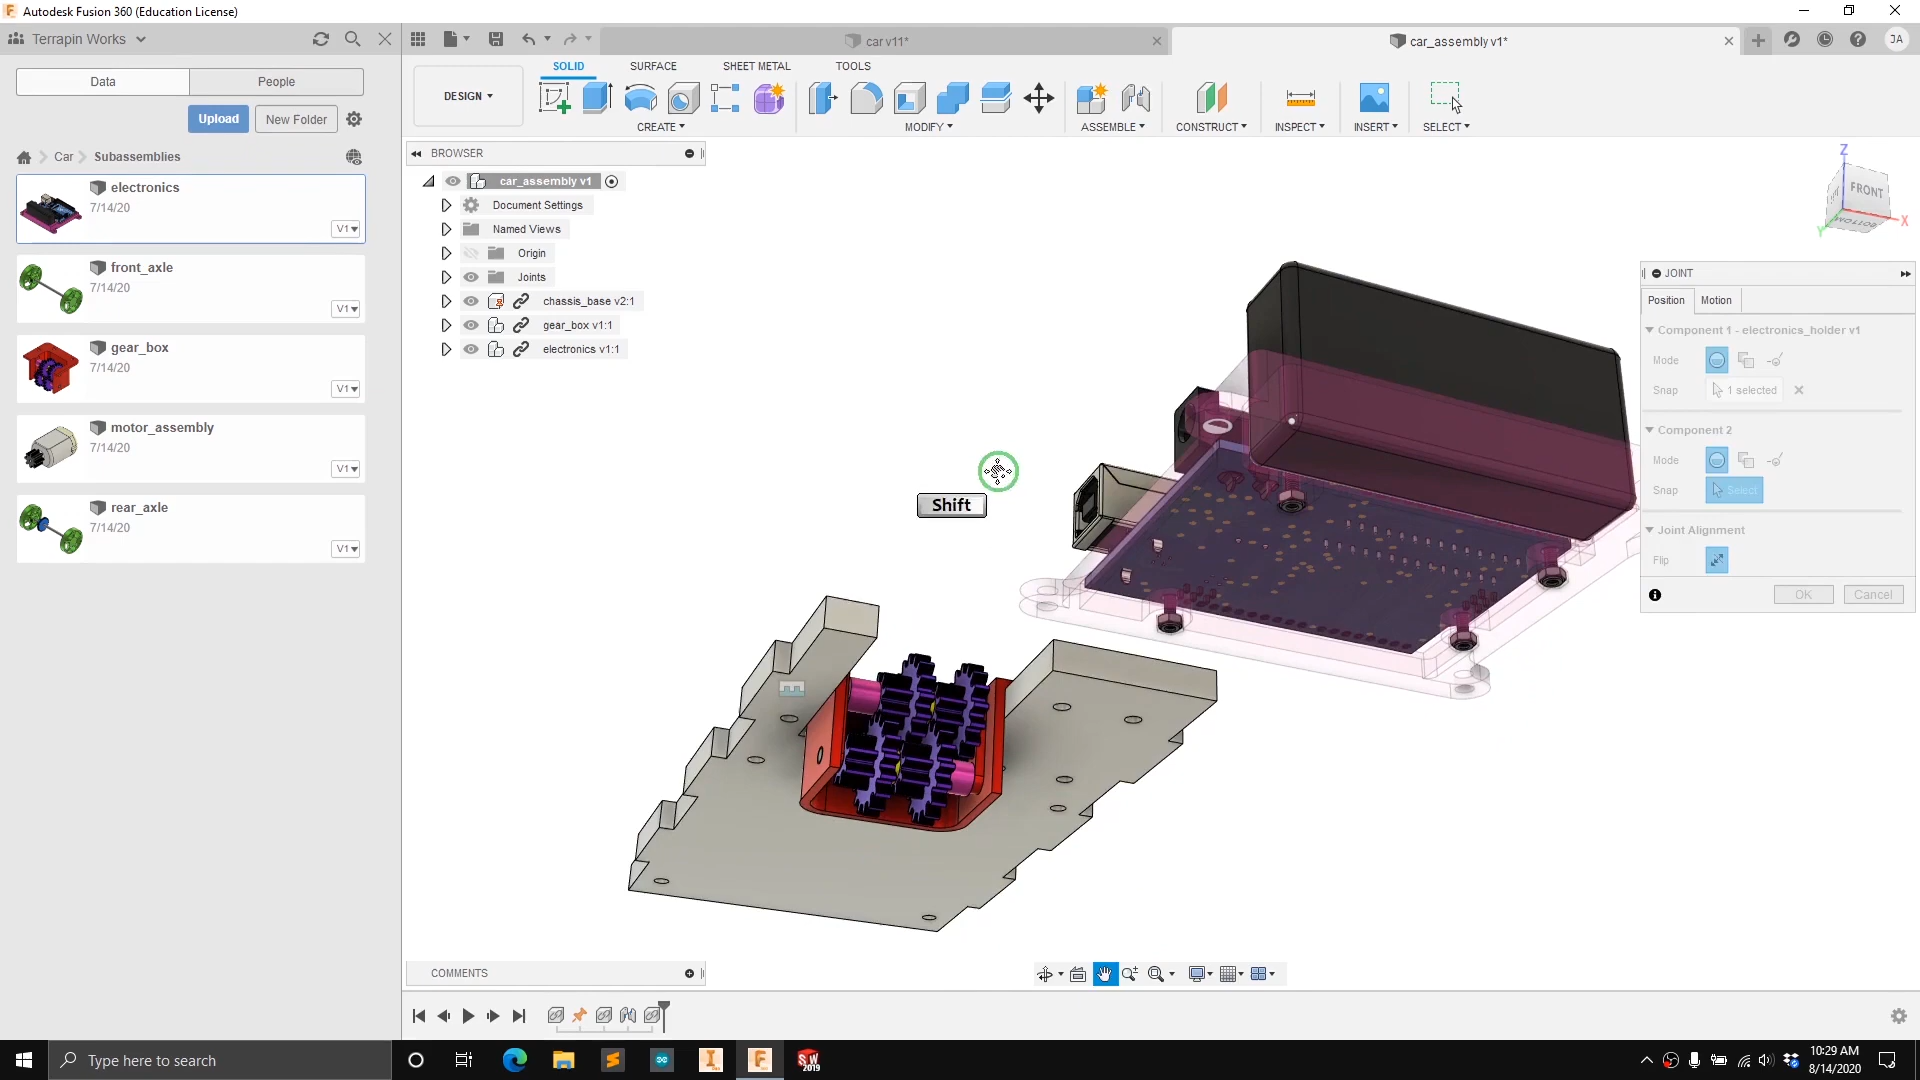 Autodesk Fusion 360 (Education License)
Terrapin Works
car v11*
car_assembly v1*
JA
Data
People
SOLID
SURFACE
SHEET METAL
TOOLS
DESIGN
Upload
New Folder
CREATE
MODIFY
ASSEMBLE
CONSTRUCT
INSPECT
INSERT
SELECT
Car
Subassemblies
electronics
7/14/20
V1
front_axle
7/14/20
V1
gear_box
7/14/20
V1
motor_assembly
7/14/20
V1
rear_axle
7/14/20
V1
BROWSER
car_assembly v1
Document Settings
Named Views
Origin
Joints
chassis_base v2:1
gear_box v1:1
electronics v1:1
Z
FRONT
BOTTOM
X
Y
JOINT
Position
Motion
Component 1 - electronics_holder v1
Mode
Snap
1 selected
Component 2
Mode
Snap
Select
Joint Alignment
Flip
OK
Cancel
Shift
COMMENTS
Type here to search
SW
2019
10:29 AM
8/14/2020